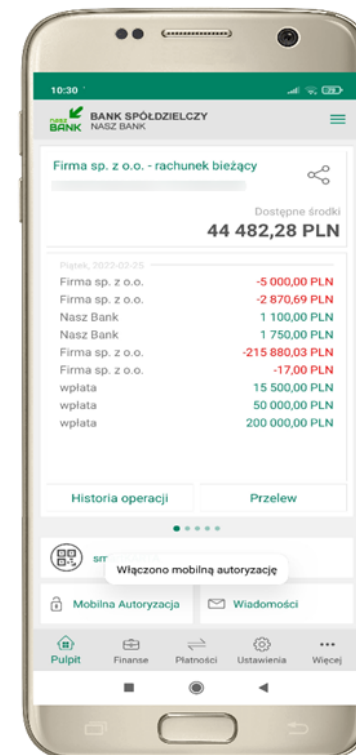 10:30
29
nasz BANK
BANK SPÓŁDZIELCZY
NASZ BANK
Firma sp. z o.o. - rachunek bieżący
Dostępne środki
44 482,28 PLN
Piątek, 2022-02-25
Firma sp. z o.o. -5 000,00 PLN
Firma sp. z o.o. -2 870,69 PLN
Nasz Bank 1 100,00 PLN
Nasz Bank 1 750,00 PLN
Firma sp. z o.o. -215 880,03 PLN
Firma sp. z o.o. -17,00 PLN
wpłata 15 500,00 PLN
wpłata 50 000,00 PLN
wpłata 200 000,00 PLN
Historia operacji Przelew
Włączono mobilną autoryzację
Mobilna Autoryzacja Wiadomości
Pulpit Finanse Płatności Ustawienia Więcej